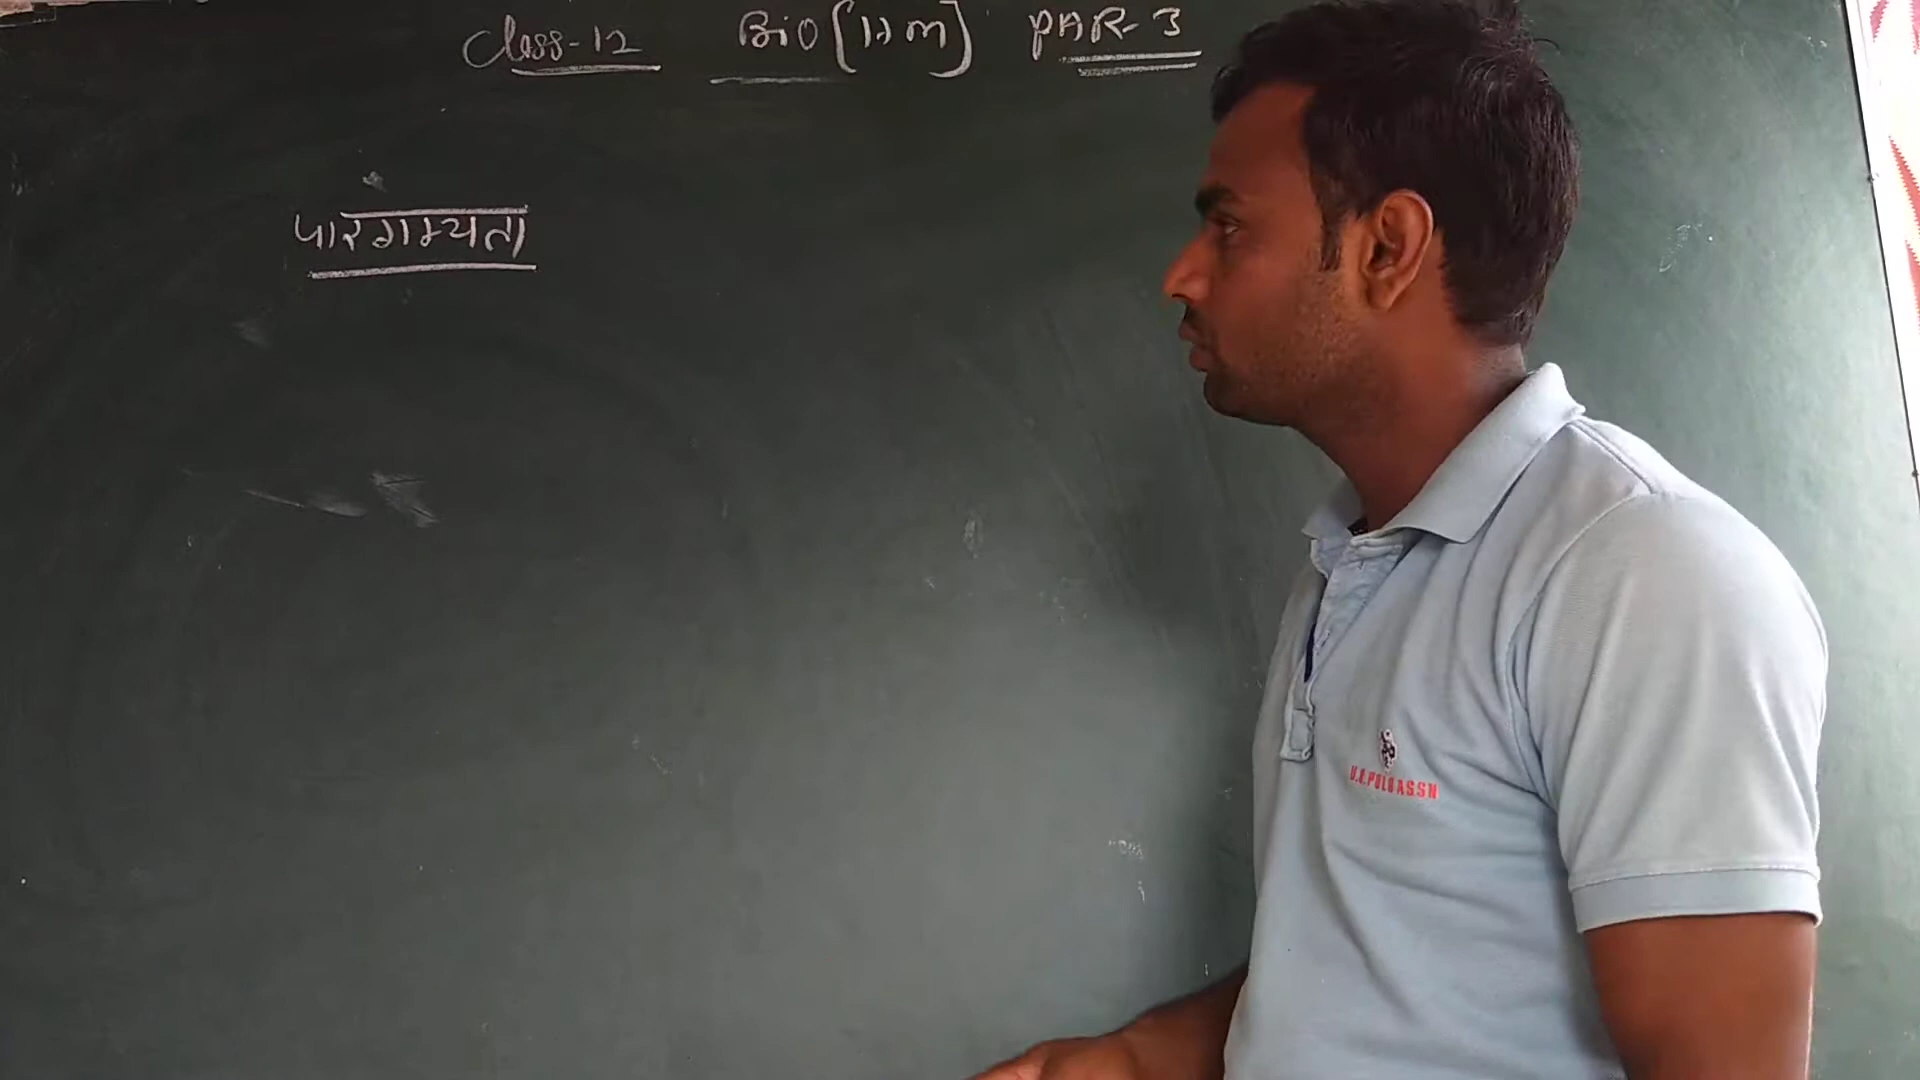 Class-12 BiO [H M] PAR-3
पारगम्यता
U.S. POLO ASSN